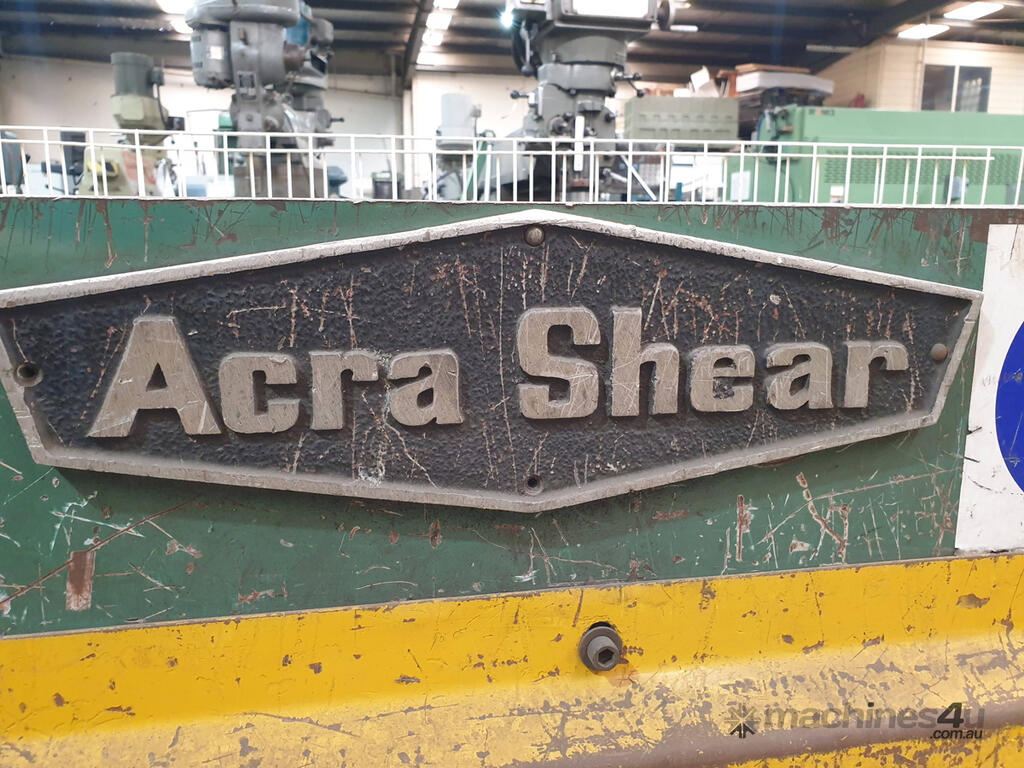 Acra Shear
machines4u
.com.au